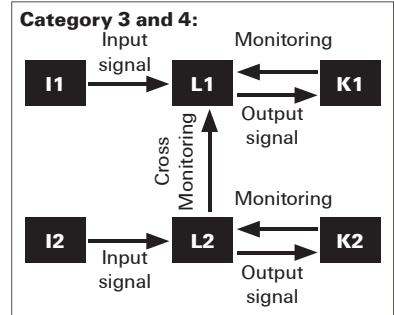 Category 3 and 4:
Input
signal
Monitoring
I1
L1
K1
Output
signal
Cross
Monitoring
Monitoring
I2
L2
K2
Input
signal
Output
signal